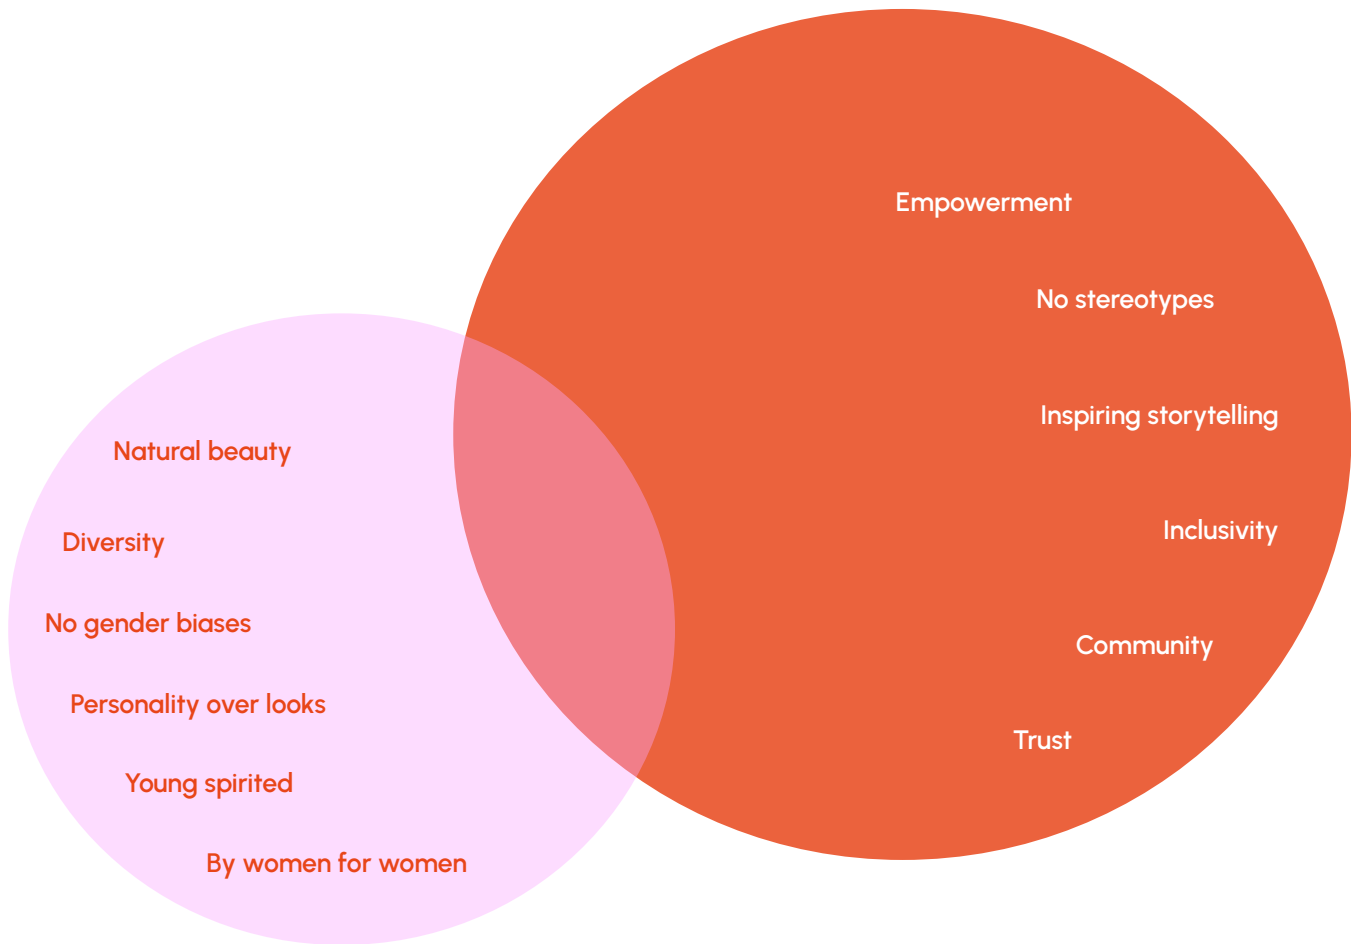 Empowerment
No stereotypes
Inspiring storytelling
Inclusivity
Community
Trust
Natural beauty
Diversity
No gender biases
Personality over looks
Young spirited
By women for women